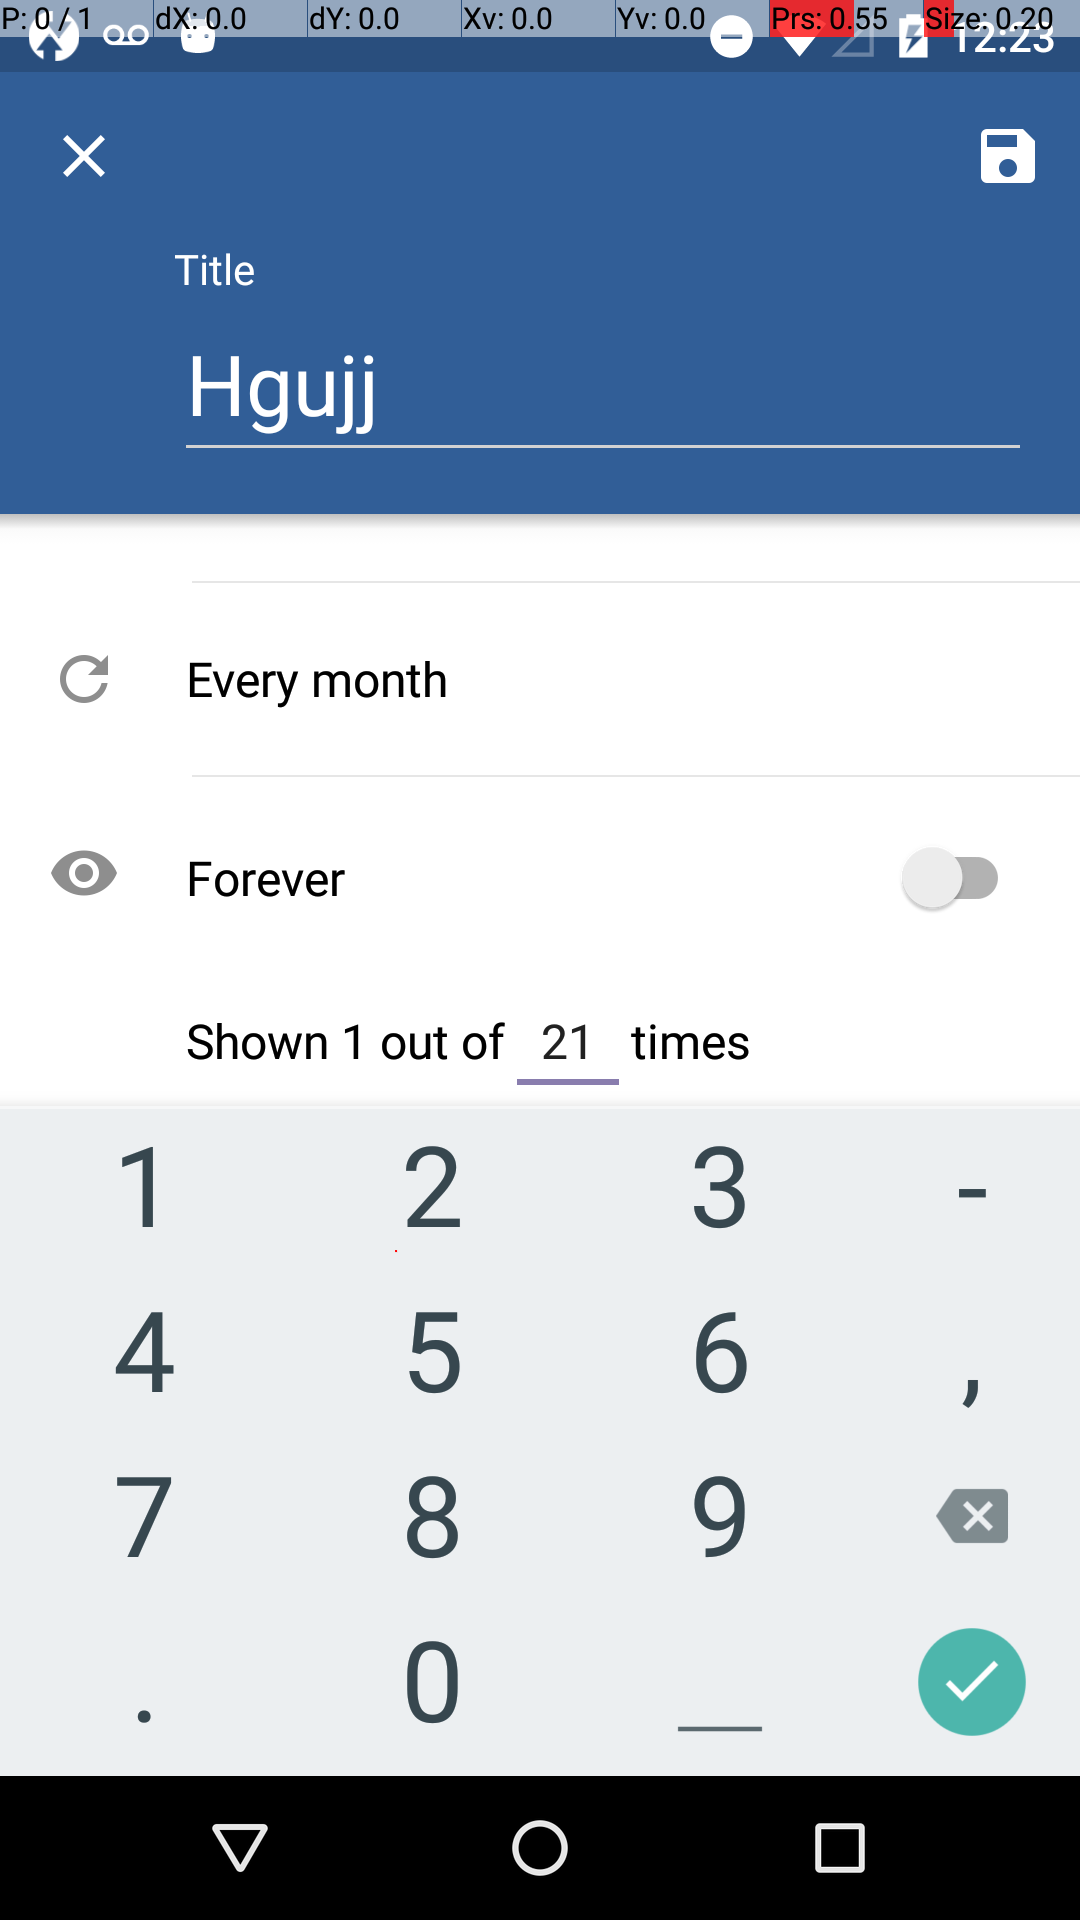 P: 0 / 1 dX: 0.0 dY: 0.0 Xv: 0.0 Yv: 0.0 Prs: 0.55 Size: 0.20
12:23
Title
Hgujj
Every month
Forever
Shown 1 out of 21 times
1 2 3 -
4 5 6 ,
7 8 9
. 0 _